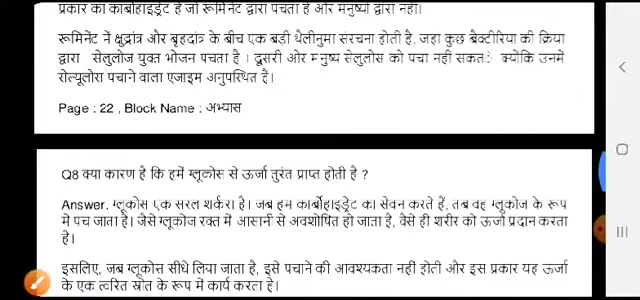 प्रकार का कार्बोहाइड्रेट है जो रूमिनेंट द्वारा पचता है और मनुष्यों द्वारा नहीं।
रूमिनेंट नें क्षुद्रांत्र और बृहदांत्र के बीच एक बड़ी थैलीनुमा संरचना होती है, जहा कुछ बैक्टीरिया की क्रिया
द्वारा सेलुलोज युक्त भोजन पचता है । दूसरी ओर मनुष्य सेलुलोस को पचा नहीं सकते क्योंकि उनमें
सेल्यूलोरा पाचने वाला एजाइम अनुपस्थित है।
Page : 22 , Block Name : अभ्यास
Q8 क्या कारण है कि हमें ग्लूकोस से ऊर्जा तुरंत प्राप्त होती है ?
Answer. ग्लूकोस एक सरल शर्करा है। जब हम कार्बोहाइड्रेट का सेवन करते हैं, तब वह ग्लूकोज के रूप
में पच जाता है। जैसे ग्लूकोज रक्त में आसानी से अवशोषित हो जाता है, वैसे ही शरीर को ऊर्जा प्रदान करता
है।
इसलिए, जब ग्लूकोस सीधे लिया जाता है, इसे पचाने की आवश्यकता नहीं होती और इस प्रकार यह ऊर्जा
के एक त्वरित स्रोत के रूप में कार्य करता है।